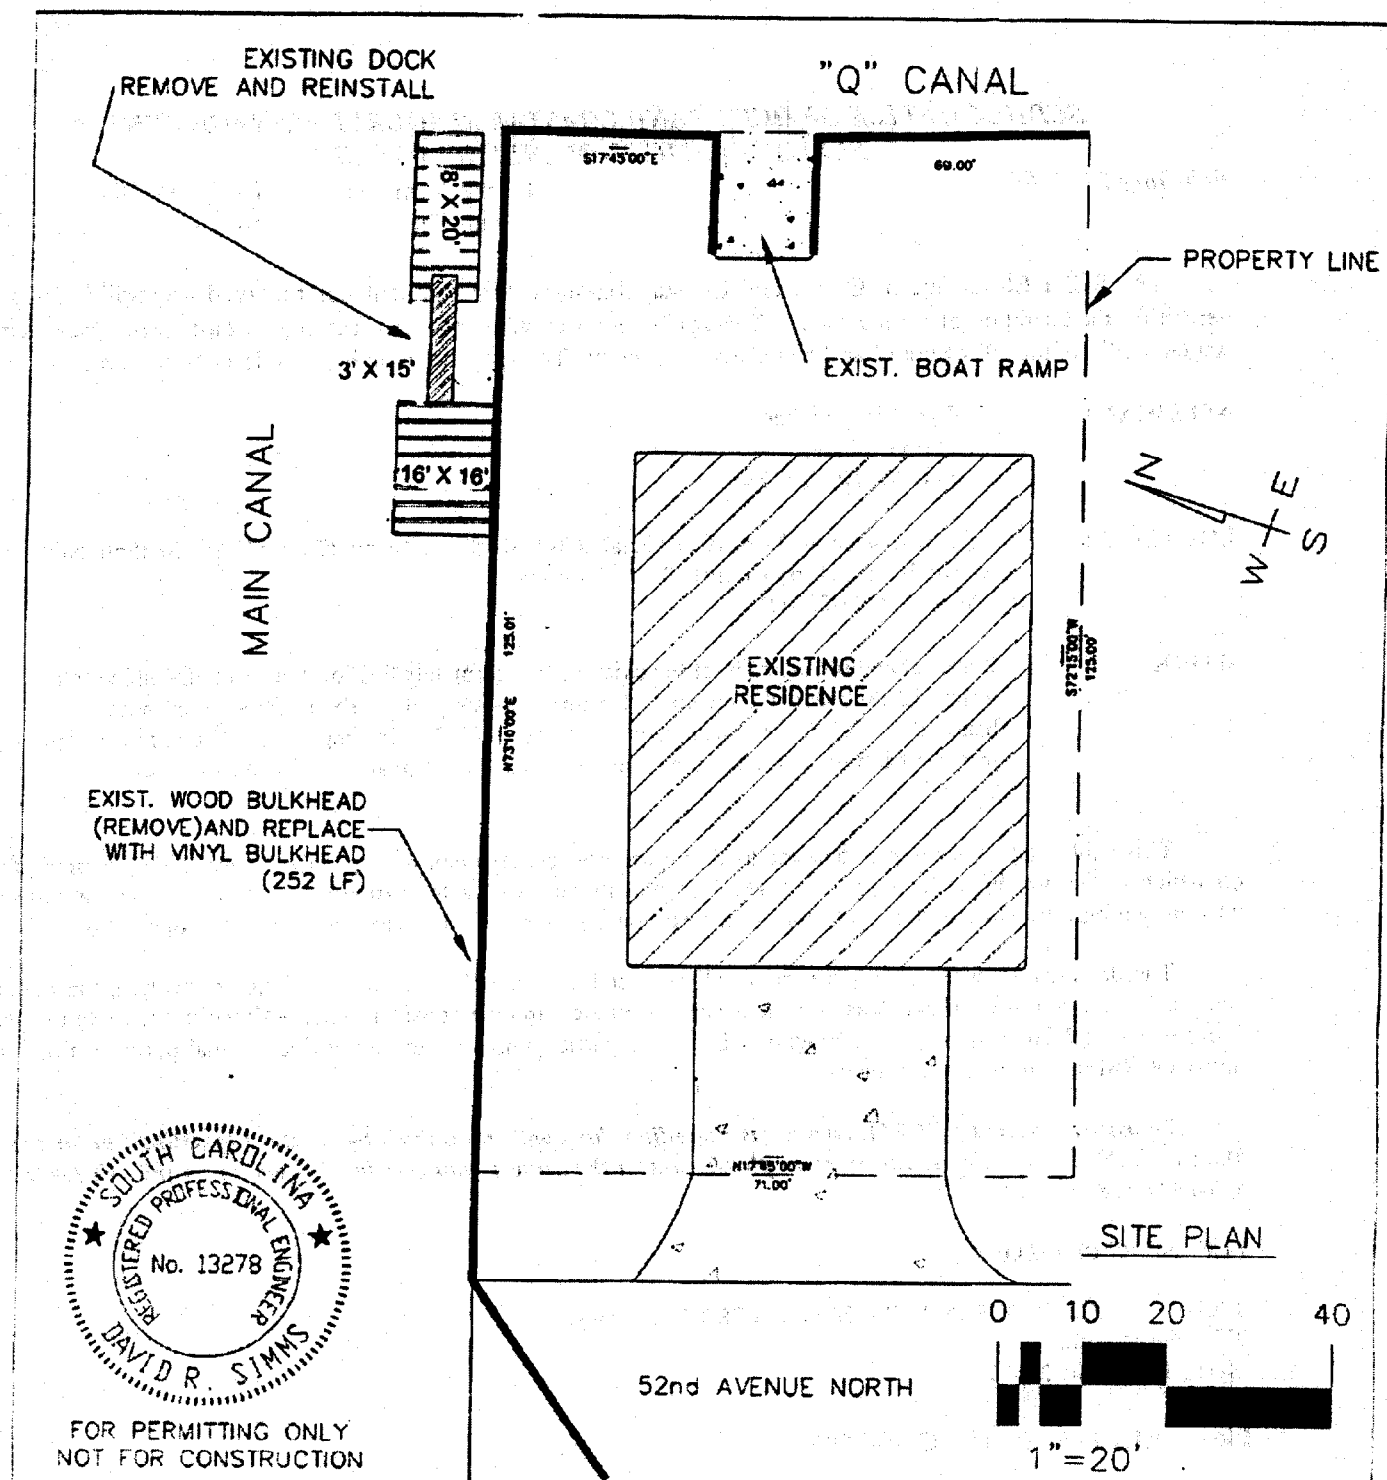 EXISTING DOCK
REMOVE AND REINSTALL
"Q" CANAL
S17°45'00"E
69.00'
8' X 20'
PROPERTY LINE
3' X 15'
EXIST. BOAT RAMP
16' X 16'
MAIN CANAL
N
E
S
W
125.01'
N73°10'00"E
EXISTING
RESIDENCE
S72°15'00"W
125.00'
EXIST. WOOD BULKHEAD
(REMOVE)AND REPLACE
WITH VINYL BULKHEAD
(252 LF)
N17°45'00"W
71.00'
SOUTH CAROLINA
REGISTERED PROFESSIONAL ENGINEER
No. 13278
DAVID R. SIMMS
SITE PLAN
0 10 20 40
52nd AVENUE NORTH
1"=20'
FOR PERMITTING ONLY
NOT FOR CONSTRUCTION